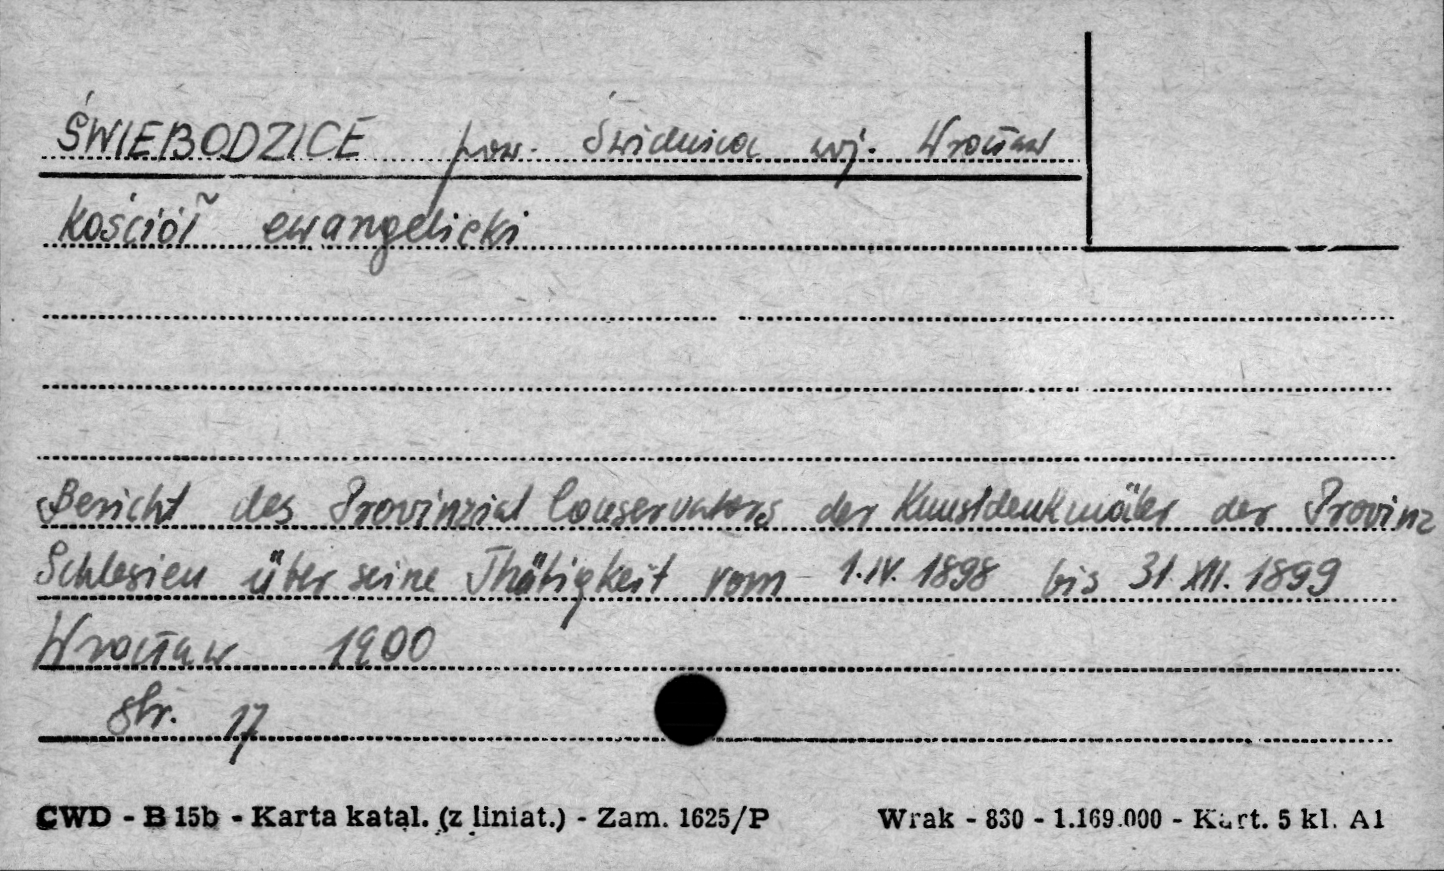 ŚWIEBODZICE pow. Świdnica woj. Wrocław
Kościół ewangelicki
Bericht des Provinzial Conservators der Kunstdenkmäler der Provinz
Schlesien über seine Thätigkeit vom 1.IV. 1898 bis 31 XII. 1899
Wrocław 1900
str. 17
CWD - B 15b - Karta katal. (z liniat.) - Zam. 1625/P Wrak - 830 - 1.169.000 - Kart. 5 kl. A1